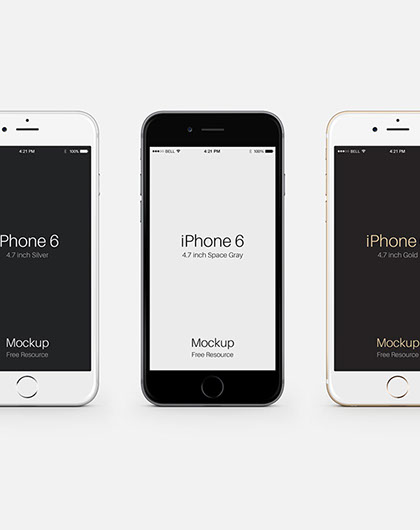 4:21 PM
100%
Phone 6
4.7 inch Silver
Mockup
Free Resource
BELL
4:21 PM
100%
iPhone 6
4.7 inch Space Gray
Mockup
Free Resource
BELL
4:21 PM
iPhone
4.7 inch Gold
Mockup
Free Resource